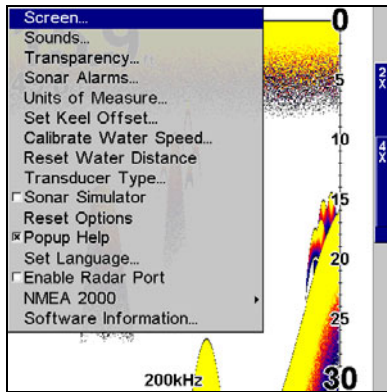 Screen...
Sounds...
Transparency...
Sonar Alarms...
Units of Measure...
Set Keel Offset...
Calibrate Water Speed...
Reset Water Distance
Transducer Type...
Sonar Simulator
Reset Options
Popup Help
Set Language...
Enable Radar Port
NMEA 2000
Software Information...
0
5
10
15
20
25
30
200kHz
2X
4X